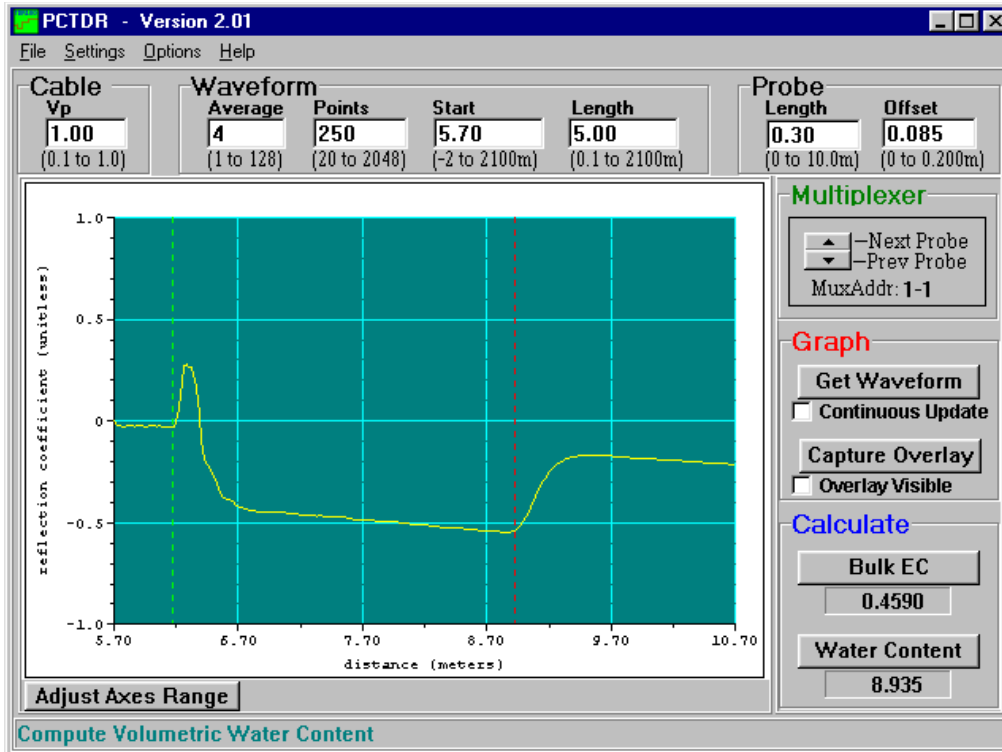 PCTDR - Version 2.01
File Settings Options Help
Cable
Vp
1.00
(0.1 to 1.0)
Waveform
Average Points Start Length
4 250 5.70 5.00
(1 to 128) (20 to 2048) (-2 to 2100m) (0.1 to 2100m)
Probe
Length Offset
0.30 0.085
(0 to 10.0m) (0 to 0.200m)
reflection coefficient (unitless)
1.0
0.5
0
-0.5
-1.0
5.70 6.70 7.70 8.70 9.70 10.70
distance (meters)
Adjust Axes Range
Multiplexer
Next Probe
Prev Probe
MuxAddr: 1-1
Graph
Get Waveform
Continuous Update
Capture Overlay
Overlay Visible
Calculate
Bulk EC
0.4590
Water Content
8.935
Compute Volumetric Water Content